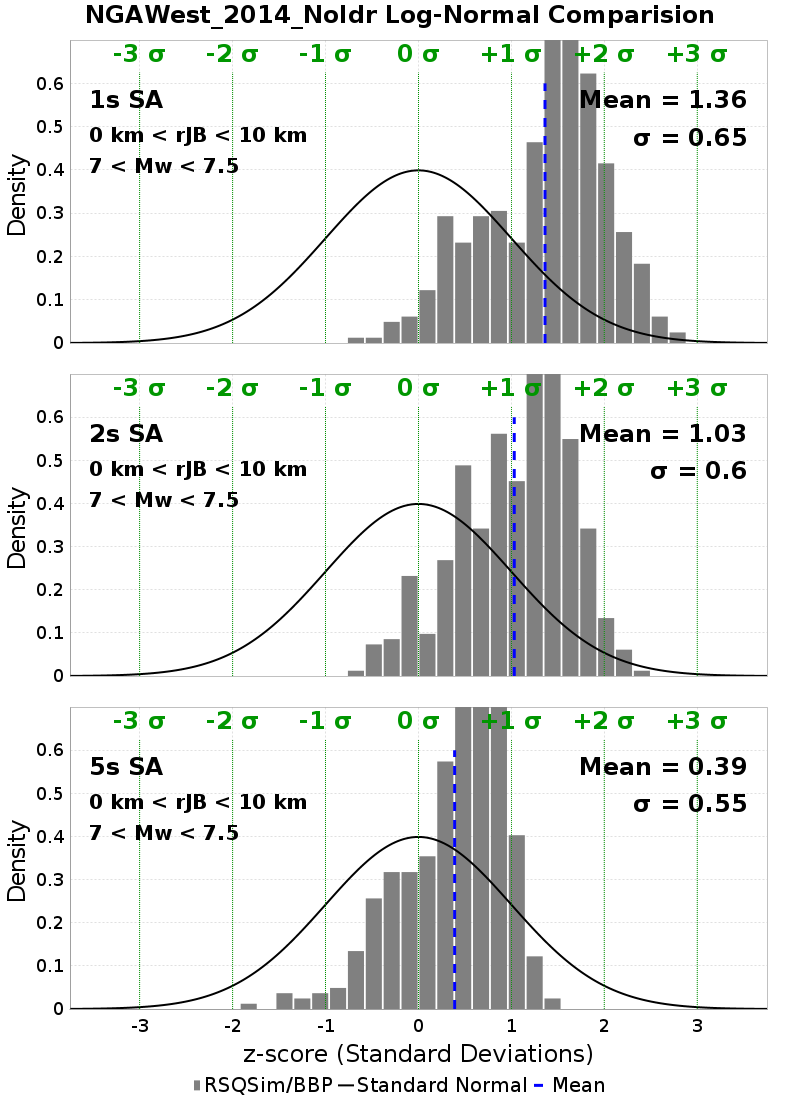 NGAWest_2014_NoIdr Log-Normal Comparision
-3 σ -2 σ -1 σ 0 σ +1 σ +2 σ +3 σ
1s SA
Mean = 1.36
0 km < rJB < 10 km
σ = 0.65
7 < Mw < 7.5
0.6
0.5
0.4
0.3
0.2
0.1
0
Density
-3 σ -2 σ -1 σ 0 σ +1 σ +2 σ +3 σ
2s SA
Mean = 1.03
0 km < rJB < 10 km
σ = 0.6
7 < Mw < 7.5
0.6
0.5
0.4
0.3
0.2
0.1
0
Density
-3 σ -2 σ -1 σ 0 σ +1 σ +2 σ +3 σ
5s SA
Mean = 0.39
0 km < rJB < 10 km
σ = 0.55
7 < Mw < 7.5
0.6
0.5
0.4
0.3
0.2
0.1
0
Density
-3 -2 -1 0 1 2 3
z-score (Standard Deviations)
RSQSim/BBP Standard Normal Mean